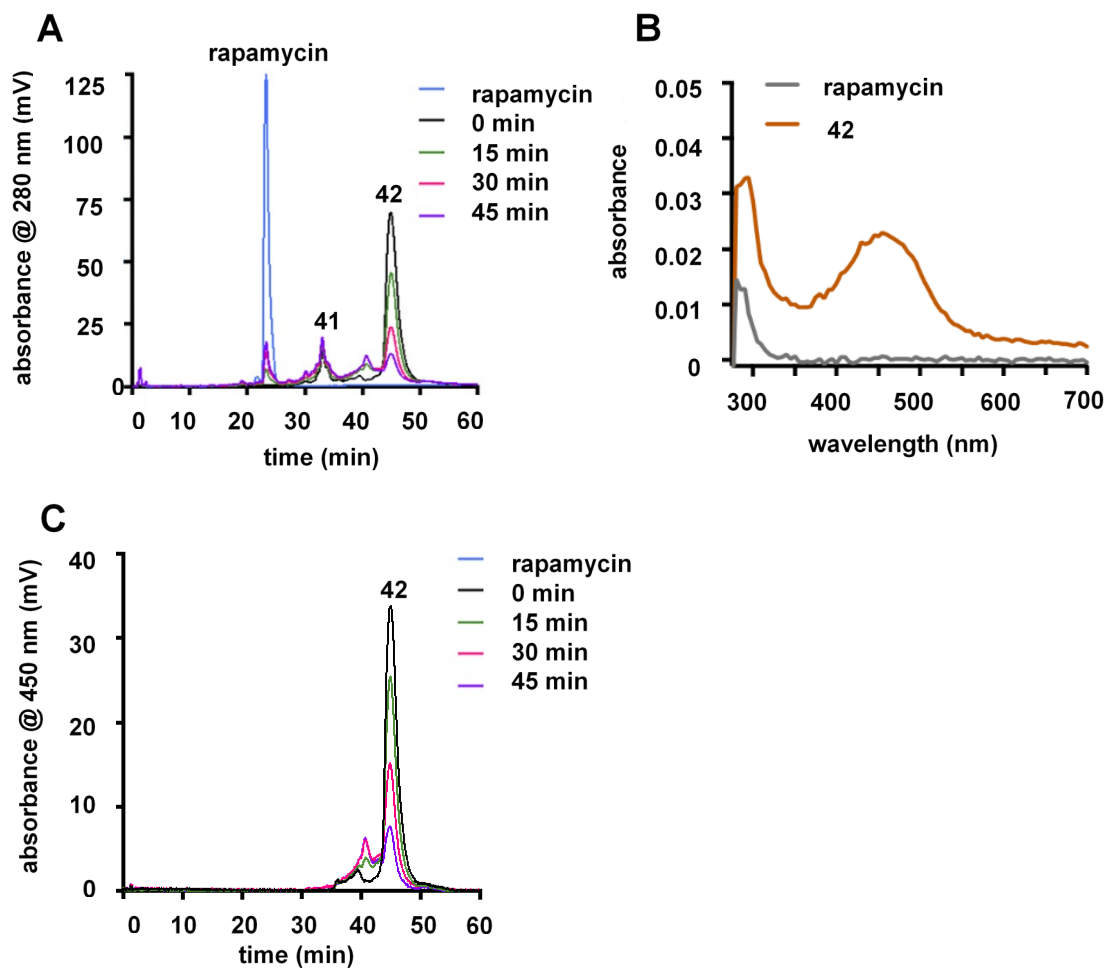 A
rapamycin
absorbance @ 280 nm (mV)
125
100
75
50
25
0
0 10 20 30 40 50 60
time (min)
41
42
rapamycin
0 min
15 min
30 min
45 min
B
absorbance
0.05
0.04
0.03
0.02
0.01
0
300 400 500 600 700
wavelength (nm)
rapamycin
42
C
absorbance @ 450 nm (mV)
40
30
20
10
0
0 10 20 30 40 50 60
time (min)
42
rapamycin
0 min
15 min
30 min
45 min